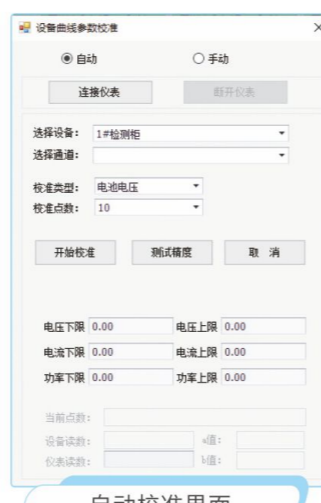 设备曲线参数校准
自动 手动
连接仪表 断开仪表
选择设备： 1#检测柜
选择通道：
校准类型： 电池电压
校准点数： 10
开始校准 测试精度 取 消
电压下限 0.00 电压上限 0.00
电流下限 0.00 电流上限 0.00
功率下限 0.00 功率上限 0.00
当前点数：
设备读数： a值：
仪表读数： b值：
自动校准界面